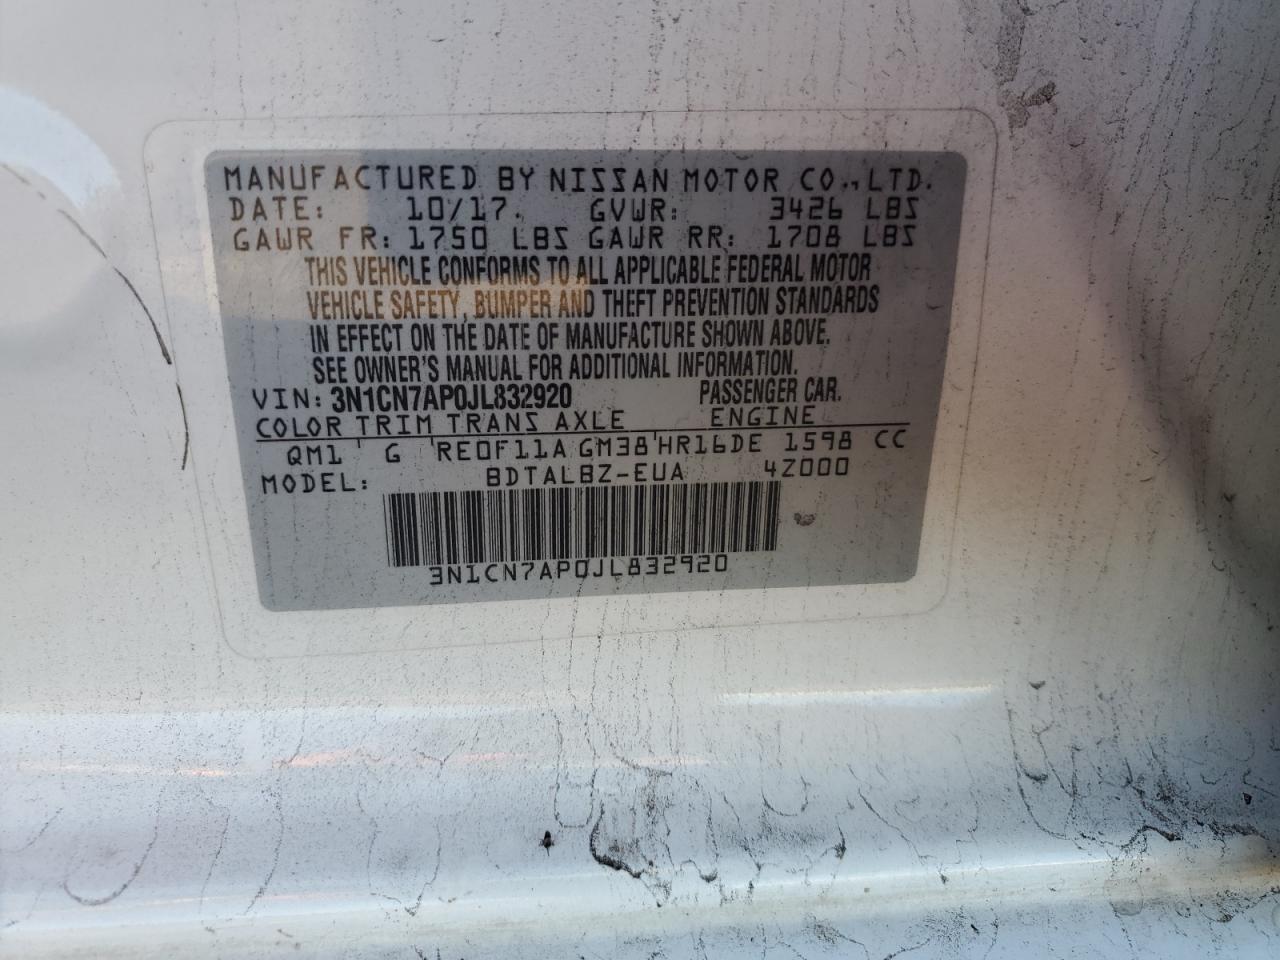 MANUFACTURED BY NISSAN MOTOR CO., LTD.
DATE: 10/17. GVWR: 3426 LBS
GAWR FR: 1750 LBS GAWR RR: 1708 LBS
THIS VEHICLE CONFORMS TO ALL APPLICABLE FEDERAL MOTOR
VEHICLE SAFETY, BUMPER AND THEFT PREVENTION STANDARDS
IN EFFECT ON THE DATE OF MANUFACTURE SHOWN ABOVE.
SEE OWNER'S MANUAL FOR ADDITIONAL INFORMATION.
VIN: 3N1CN7AP0JL832920 PASSENGER CAR.
COLOR TRIM TRANS AXLE ENGINE
QM1 G RE0F11A GM38 HR16DE 1598 CC
MODEL: BDTALBZ-EUA 4Z000
3N1CN7AP0JL832920